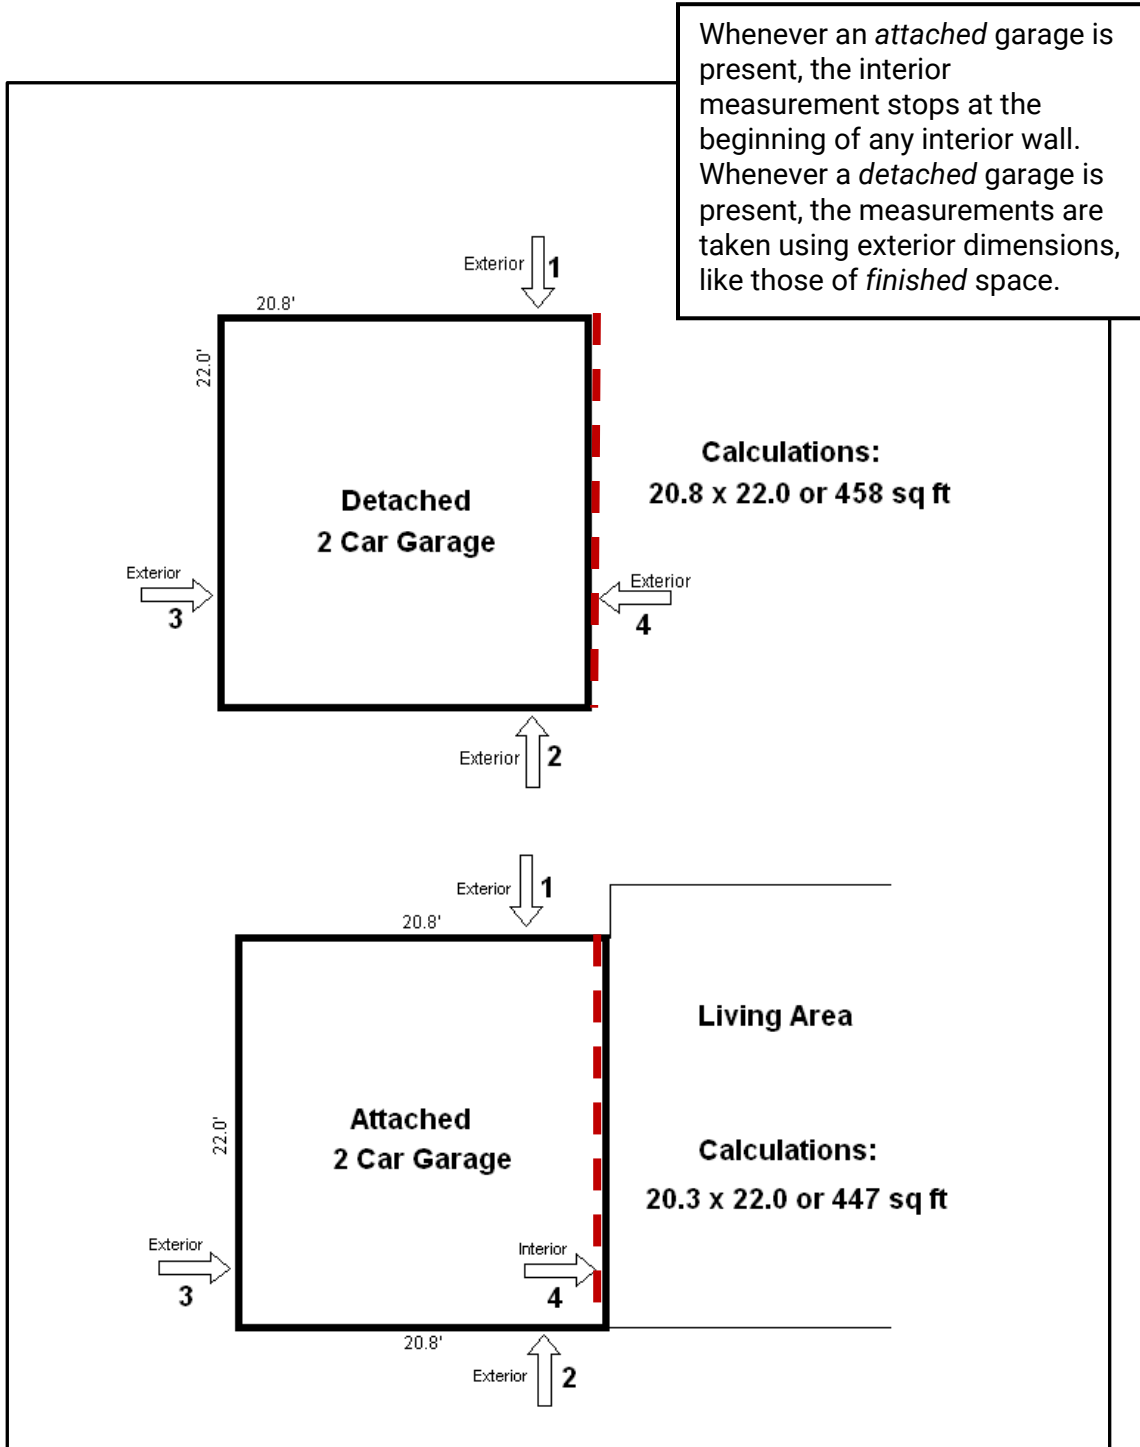 Whenever an attached garage is
present, the interior
measurement stops at the
beginning of any interior wall.
Whenever a detached garage is
present, the measurements are
taken using exterior dimensions,
like those of finished space.
Exterior 1
20.8'
22.0'
Detached
2 Car Garage
Calculations:
20.8 x 22.0 or 458 sq ft
Exterior
3
Exterior
4
Exterior 2
Exterior 1
20.8'
Living Area
22.0'
Attached
2 Car Garage
Calculations:
20.3 x 22.0 or 447 sq ft
Exterior
3
Interior
4
20.8'
Exterior 2